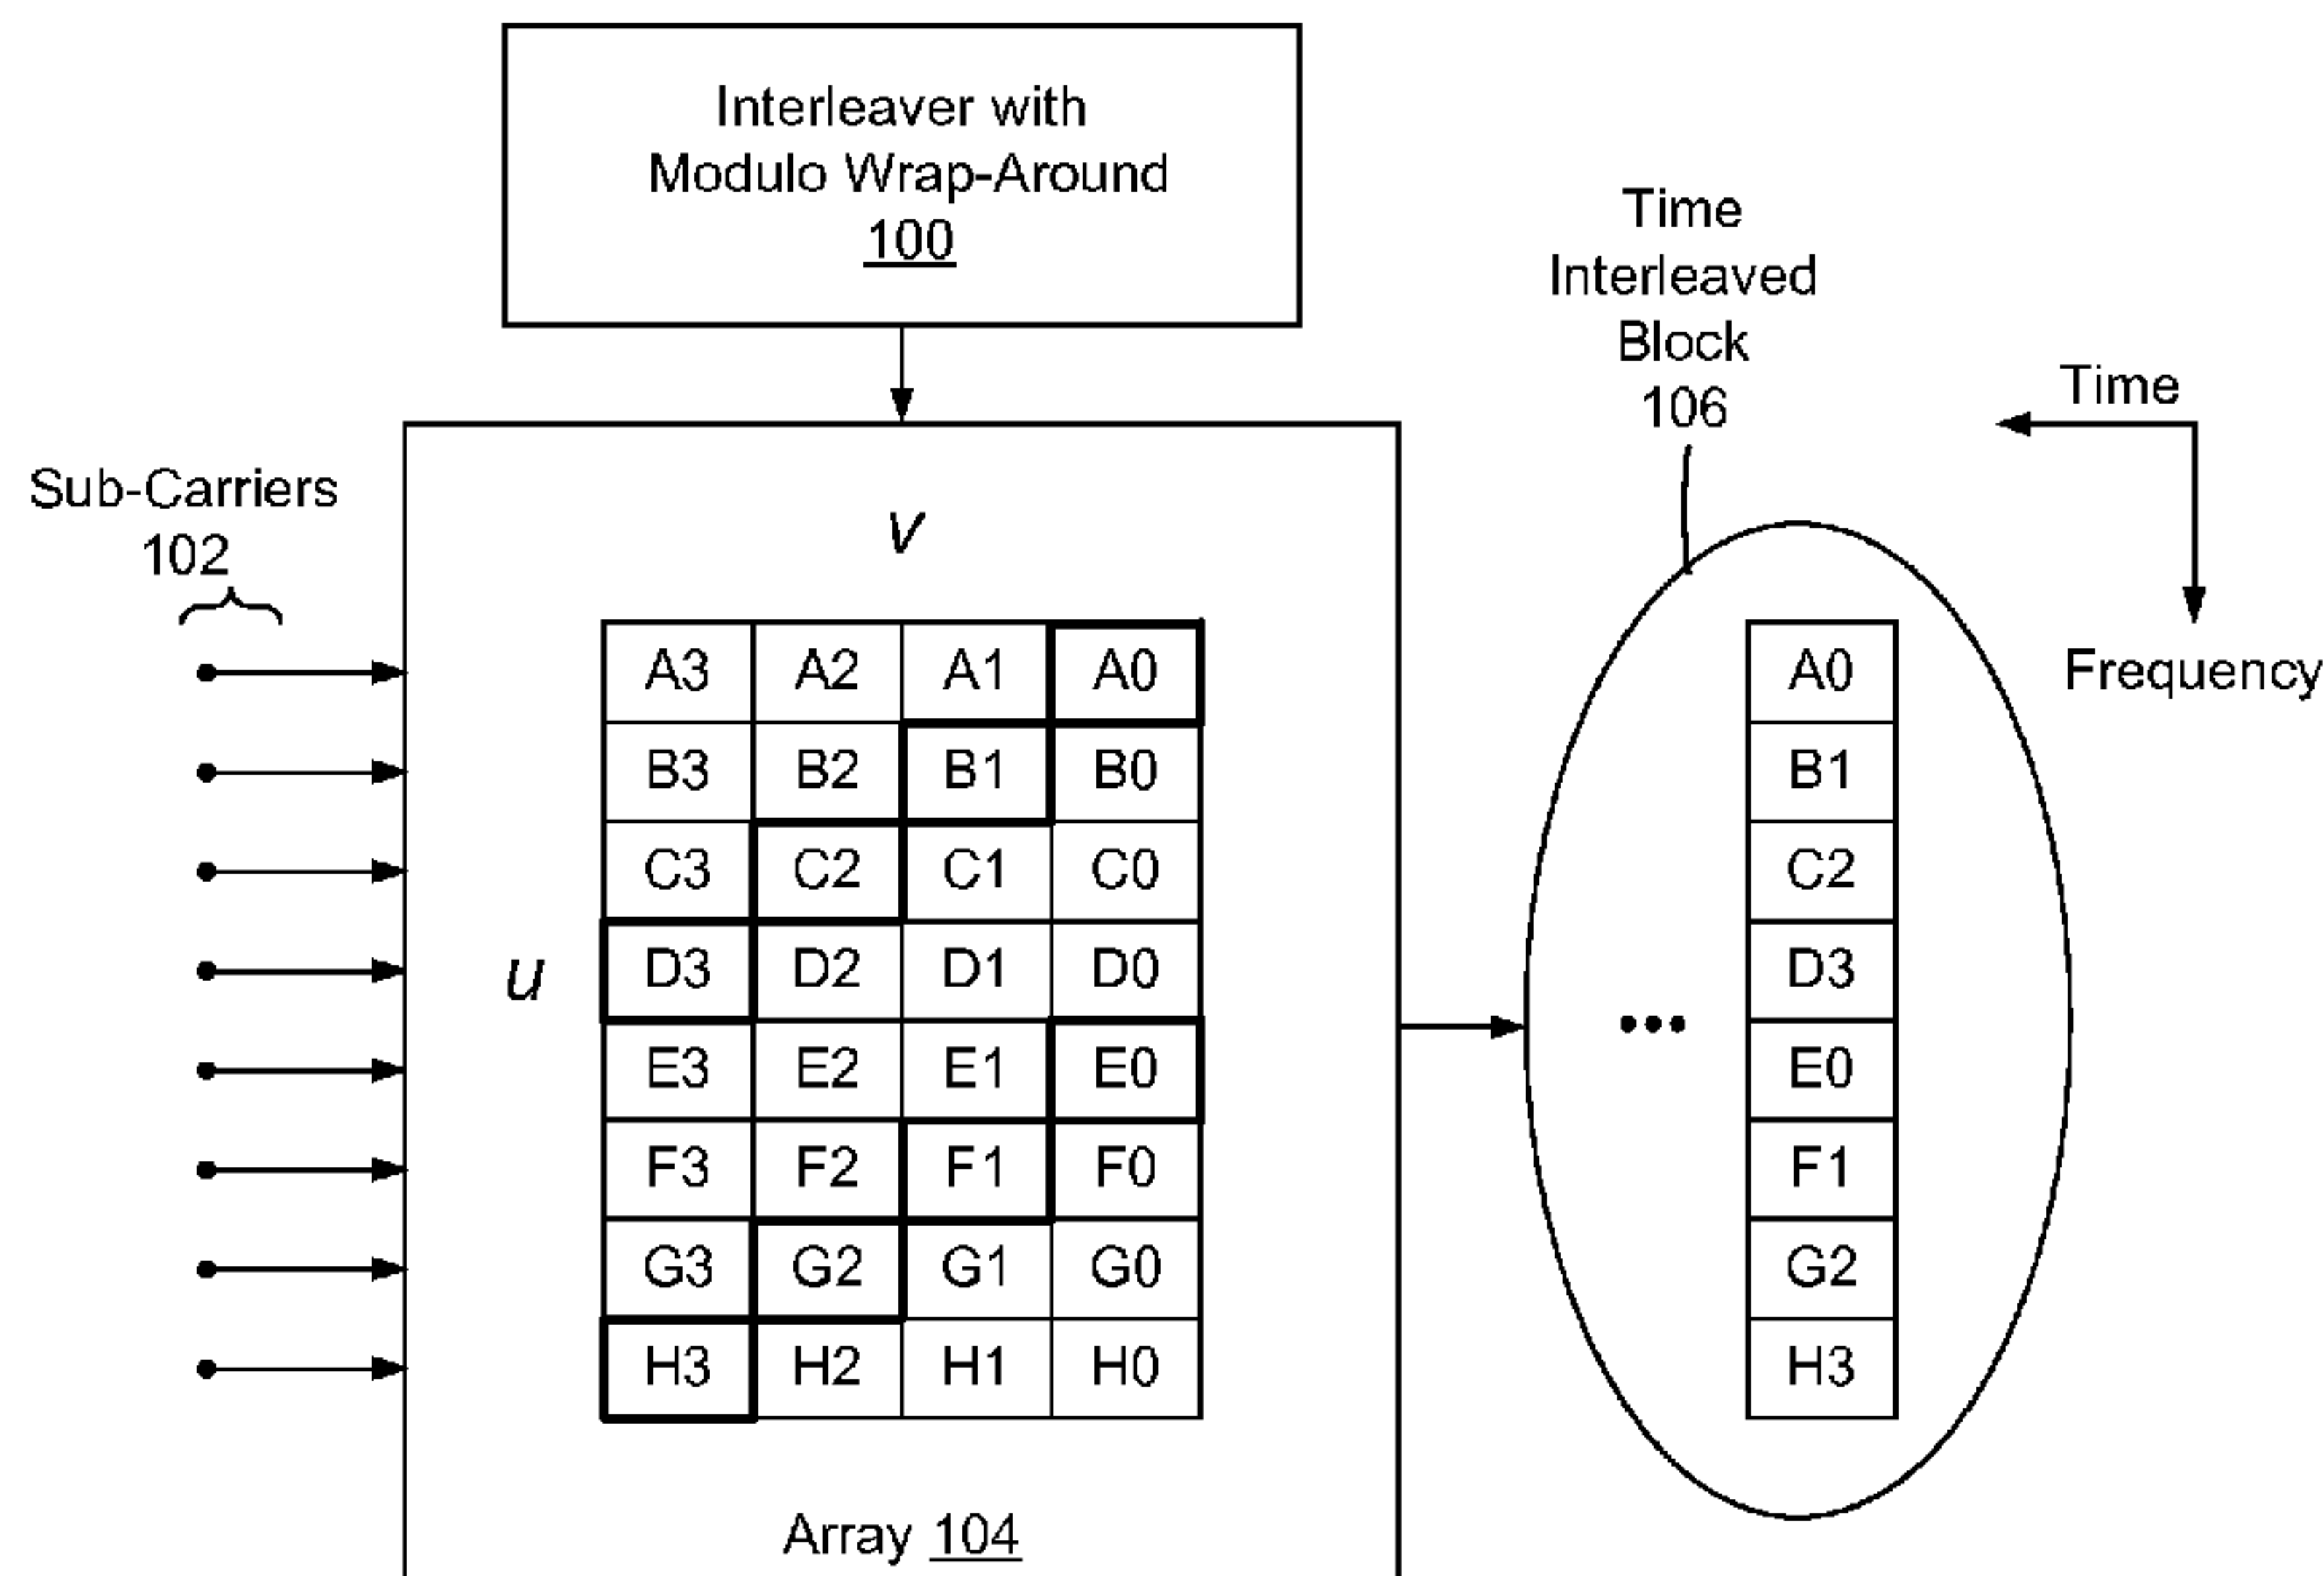 Interleaver with
Modulo Wrap-Around
100
Time
Interleaved
Block
106
Time
Frequency
Sub-Carriers
102
v
u
A3 A2 A1 A0
B3 B2 B1 B0
C3 C2 C1 C0
D3 D2 D1 D0
E3 E2 E1 E0
F3 F2 F1 F0
G3 G2 G1 G0
H3 H2 H1 H0
Array 104
A0
B1
C2
D3
E0
F1
G2
H3